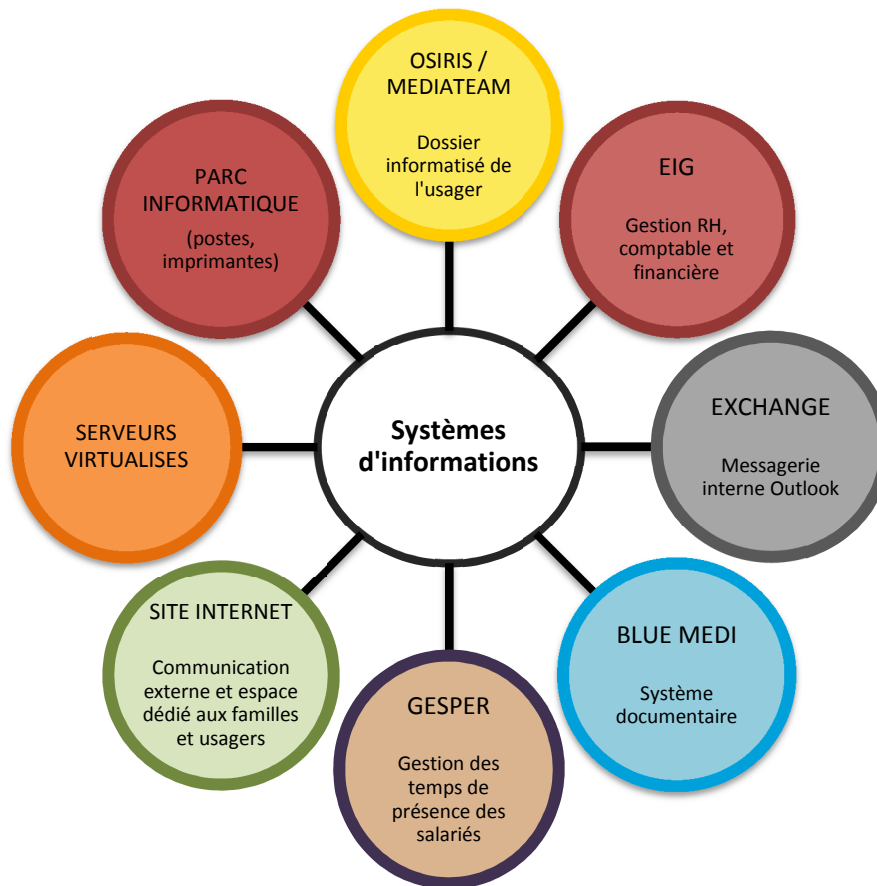 OSIRIS /
MEDIATEAM
Dossier
informatisé de
l'usager
EIG
Gestion RH,
comptable et
financière
EXCHANGE
Messagerie
interne Outlook
BLUE MEDI
Système
documentaire
GESPER
Gestion des
temps de
présence des
salariés
SITE INTERNET
Communication
externe et espace
dédié aux familles
et usagers
SERVEURS
VIRTUALISES
PARC
INFORMATIQUE
(postes,
imprimantes)
Systèmes
d'informations